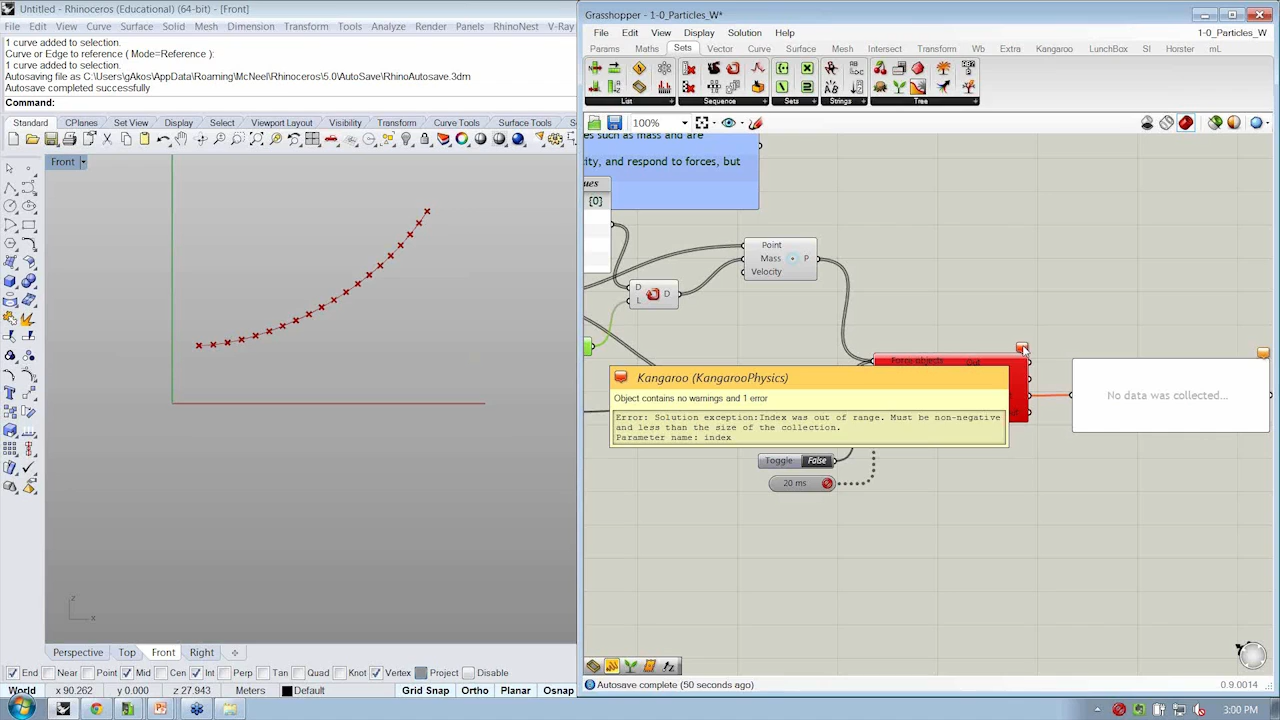 Untitled - Rhinoceros (Educational) (64-bit) - [Front]
File Edit View Curve Surface Solid Mesh Dimension Transform Tools Analyze Render Panels RhinoNest V-Ray
1 curve added to selection.
Curve or Edge to reference ( Mode=Reference ):
1 curve added to selection.
Autosaving file as C:\Users\gAkos\AppData\Roaming\McNeil\Rhinoceros\5.0\AutoSave\RhinoAutosave.3dm
Autosave completed successfully
Command:
Standard CPlanes Set View Display Select Viewport Layout Visibility Transform Curve Tools Surface Tools
Front
z
x
Perspective Top Front Right
End Near Point Mid Cen Int Perp Tan Quad Knot Vertex Project Disable
World x 90.262 y 0.000 z 27.943 Meters Default Grid Snap Ortho Planar Osnap
Grasshopper - 1-0_Particles_W*
File Edit View Display Solution Help 1-0_Particles_W
Params Maths Sets Vector Curve Surface Mesh Intersect Transform Wb Extra Kangaroo LunchBox SI Horster mL
List Sequence Sets Strings Tree
100%
es such as mass and are
ity, and respond to forces, but
ues
[0]
Point
Mass P
Velocity
D D
L
Force objects Out
Kangaroo (KangarooPhysics)
Object contains no warnings and 1 error
Error: Solution exception:Index was out of range. Must be non-negative
and less than the size of the collection.
Parameter name: index
No data was collected...
Toggle False
20 ms
Autosave complete (50 seconds ago) 0.9.0014
3:00 PM